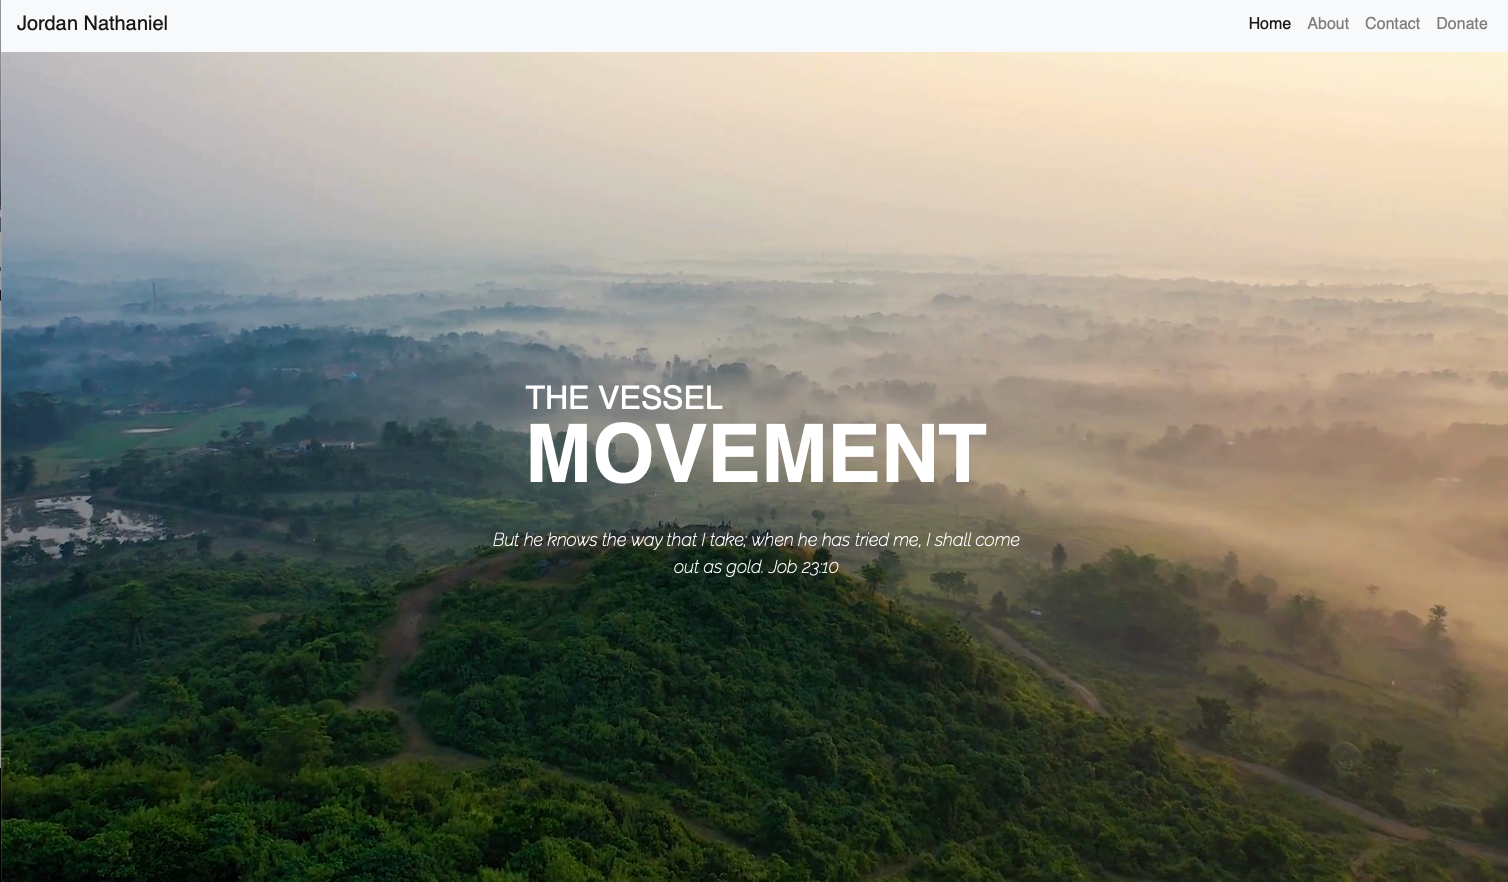 Jordan Nathaniel
Home About Contact Donate
THE VESSEL
MOVEMENT
But he knows the way that I take; when he has tried me, I shall come
out as gold. Job 23:10